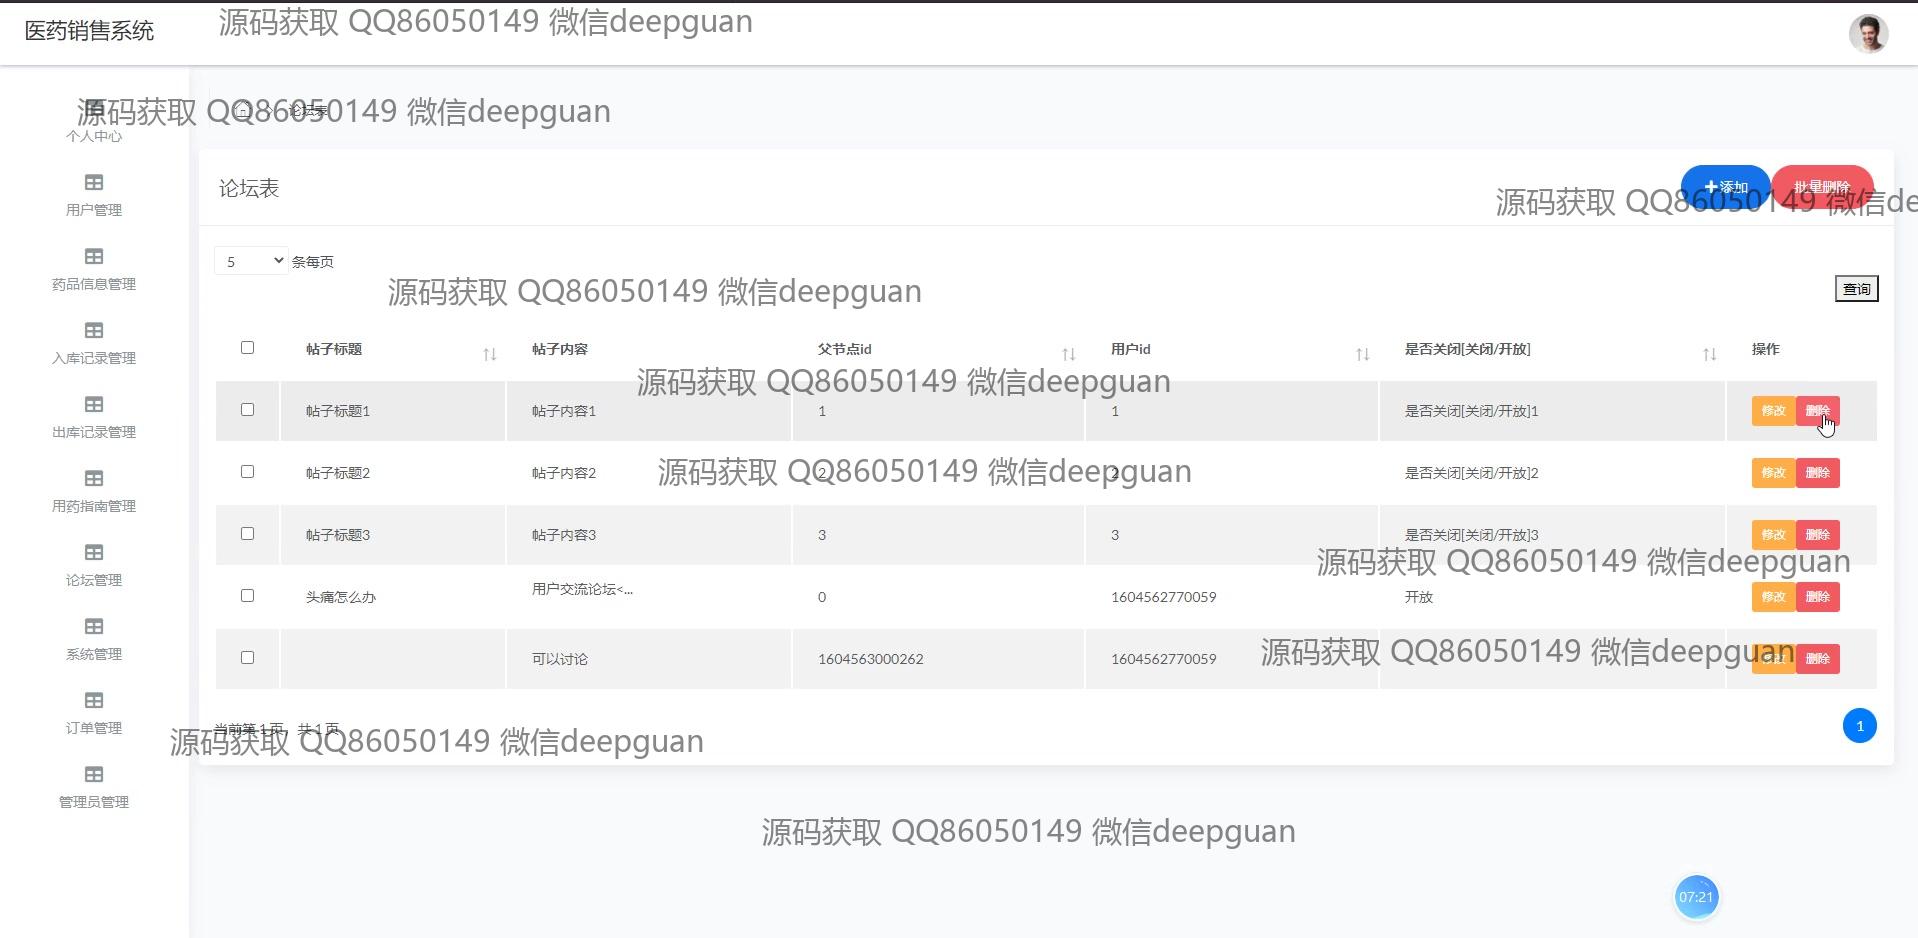 医药销售系统
源码获取 QQ86050149 微信deepguan
源码获取 QQ86050149 微信deepguan
论坛表
个人中心
用户管理
药品信息管理
入库记录管理
出库记录管理
用药指南管理
论坛管理
系统管理
订单管理
管理员管理
论坛表
+添加
批量删除
源码获取 QQ86050149 微信de
5 条每页
源码获取 QQ86050149 微信deepguan
查询
帖子标题 帖子内容 父节点id 用户id 是否关闭[关闭/开放] 操作
源码获取 QQ86050149 微信deepguan
帖子标题1 帖子内容1 1 1 是否关闭[关闭/开放]1 修改 删除
帖子标题2 帖子内容2 2 2 是否关闭[关闭/开放]2 修改 删除
源码获取 QQ86050149 微信deepguan
帖子标题3 帖子内容3 3 3 是否关闭[关闭/开放]3 修改 删除
源码获取 QQ86050149 微信deepguan
头痛怎么办 用户交流论坛<... 0 1604562770059 开放 修改 删除
可以讨论 1604563000262 1604562770059 修改 删除
源码获取 QQ86050149 微信deepguan
当前第 1 页，共 1 页
1
源码获取 QQ86050149 微信deepguan
源码获取 QQ86050149 微信deepguan
07:21